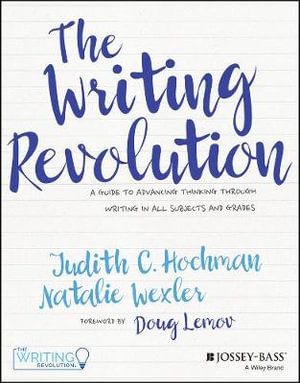 The
Writing
Revolution
A GUIDE TO ADVANCING THINKING THROUGH
WRITING IN ALL SUBJECTS AND GRADES
Judith C. Hochman
Natalie Wexler
FOREWORD BY Doug Lemov
THE
WRITING
REVOLUTION.
JOSSEY-BASS™
A Wiley Brand